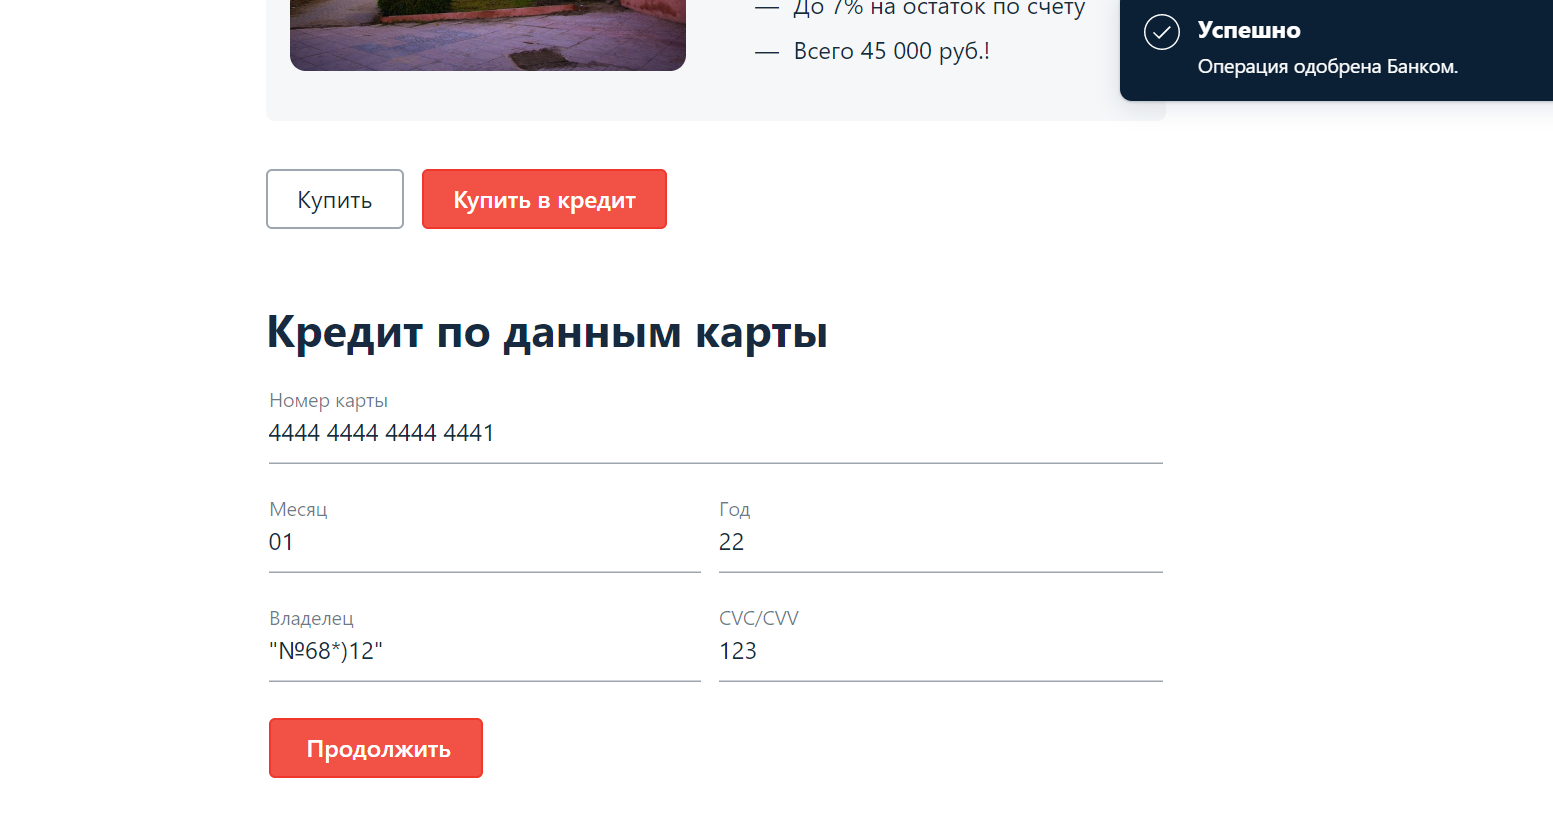 — До 7% на остаток по счёту
— Всего 45 000 руб.!
Успешно
Операция одобрена Банком.
Купить
Купить в кредит
Кредит по данным карты
Номер карты
4444 4444 4444 4441
Месяц
01
Год
22
Владелец
"№68*)12"
CVC/CVV
123
Продолжить